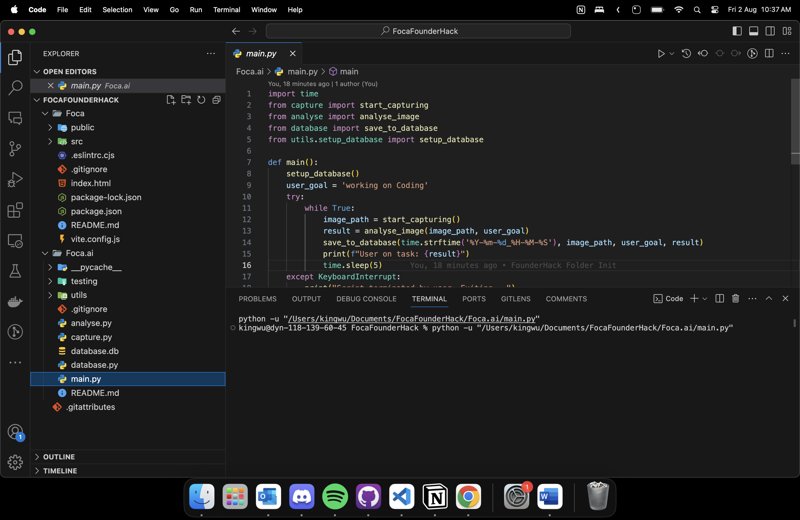 Code File Edit Selection View Go Run Terminal Window Help Fri 2 Aug 10:37 AM
FocaFounderHack
EXPLORER
OPEN EDITORS
main.py Foca.ai
FOCAFOUNDERHACK
Foca
public
src
.eslintrc.cjs
.gitignore
index.html
package-lock.json
package.json
README.md
vite.config.js
Foca.ai
__pycache__
testing
utils
.gitignore
analyse.py
capture.py
database.db
database.py
main.py
README.md
.gitattributes
OUTLINE
TIMELINE
main.py
Foca.ai > main.py > main
You, 18 minutes ago | 1 author (You)
1 import time
2 from capture import start_capturing
3 from analyse import analyse_image
4 from database import save_to_database
5 from utils.setup_database import setup_database
6
7 def main():
8 setup_database()
9 user_goal = 'working on Coding'
10 try:
11 while True:
12 image_path = start_capturing()
13 result = analyse_image(image_path, user_goal)
14 save_to_database(time.strftime('%Y-%m-%d_%H-%M-%S'), image_path, user_goal, result)
15 print(f"User on task: {result}")
16 time.sleep(5) You, 18 minutes ago • FounderHack Folder Init
17 except KeyboardInterrupt:
PROBLEMS OUTPUT DEBUG CONSOLE TERMINAL PORTS GITLENS COMMENTS Code
python -u "/Users/kingwu/Documents/FocaFounderHack/Foca.ai/main.py"
kingwu@dyn-118-139-60-45 FocaFounderHack % python -u "/Users/kingwu/Documents/FocaFounderHack/Foca.ai/main.py"
1
1